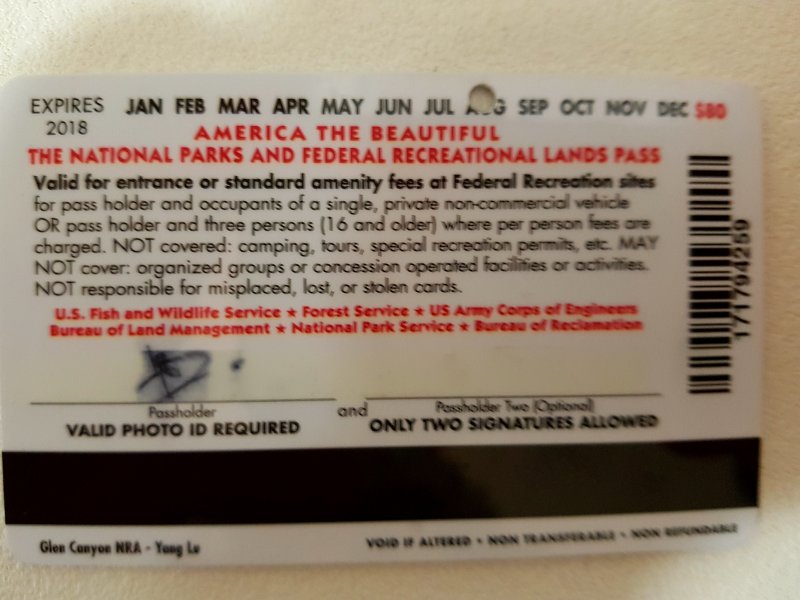 EXPIRES JAN FEB MAR APR MAY JUN JUL AUG SEP OCT NOV DEC $80
2018
AMERICA THE BEAUTIFUL
THE NATIONAL PARKS AND FEDERAL RECREATIONAL LANDS PASS
Valid for entrance or standard amenity fees at Federal Recreation sites
for pass holder and occupants of a single, private non-commercial vehicle
OR pass holder and three persons (16 and older) where per person fees are
charged. NOT covered: camping, tours, special recreation permits, etc. MAY
NOT cover: organized groups or concession operated facilities or activities.
NOT responsible for misplaced, lost, or stolen cards.
U.S. Fish and Wildlife Service ★ Forest Service ★ US Army Corps of Engineers
Bureau of Land Management ★ National Park Service ★ Bureau of Reclamation
171794259
Passholder and Passholder Two (Optional)
VALID PHOTO ID REQUIRED ONLY TWO SIGNATURES ALLOWED
Glen Canyon NRA - Yang Lu
VOID IF ALTERED • NON TRANSFERABLE • NON REFUNDABLE